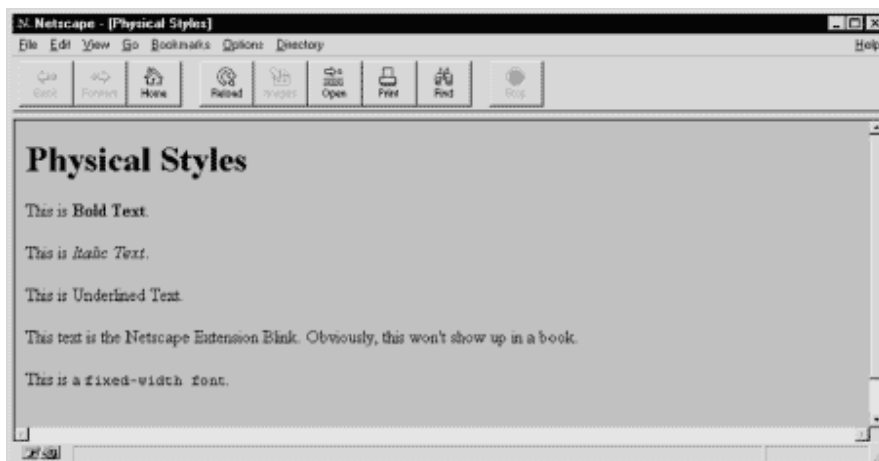 Netscape - [Physical Styles]
File Edit View Go Bookmarks Options Directory Help
Back Forward Home Reload Images Open Print Find Stop
Physical Styles
This is Bold Text.
This is Italic Text.
This is Underlined Text.
This text is the Netscape Extension Blink. Obviously, this won't show up in a book.
This is a fixed-width font.